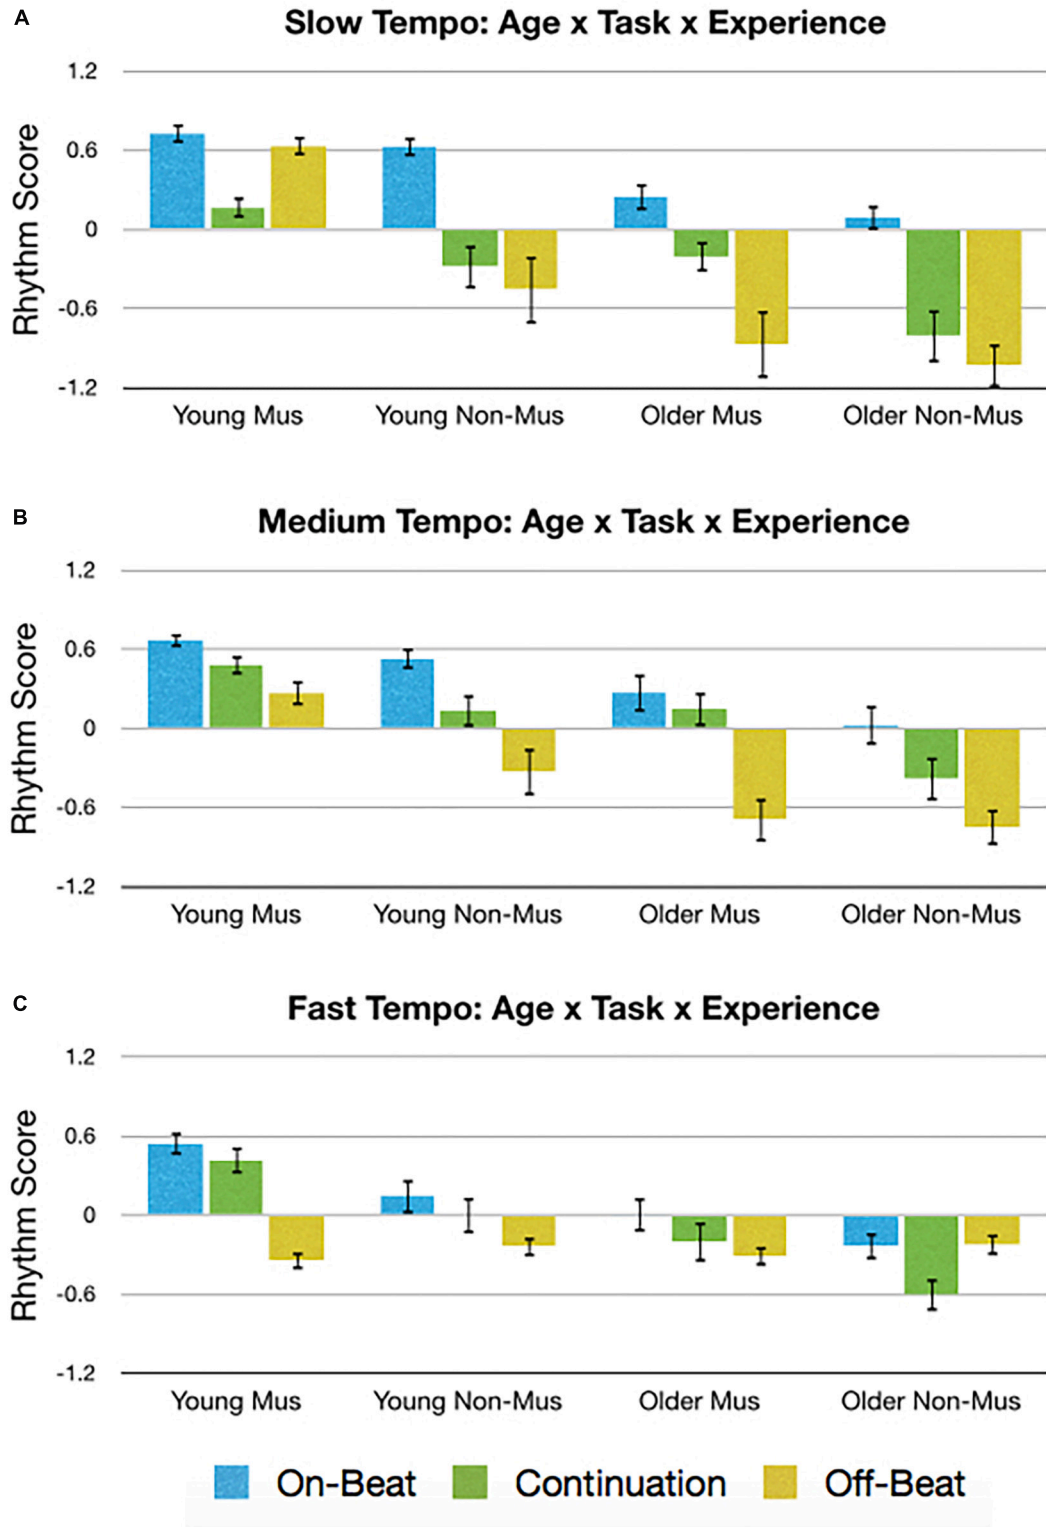 A
Slow Tempo: Age x Task x Experience
1.2
0.6
0
-0.6
-1.2
Rhythm Score
Young Mus
Young Non-Mus
Older Mus
Older Non-Mus
B
Medium Tempo: Age x Task x Experience
1.2
0.6
0
-0.6
-1.2
Rhythm Score
Young Mus
Young Non-Mus
Older Mus
Older Non-Mus
C
Fast Tempo: Age x Task x Experience
1.2
0.6
0
-0.6
-1.2
Rhythm Score
Young Mus
Young Non-Mus
Older Mus
Older Non-Mus
On-Beat
Continuation
Off-Beat